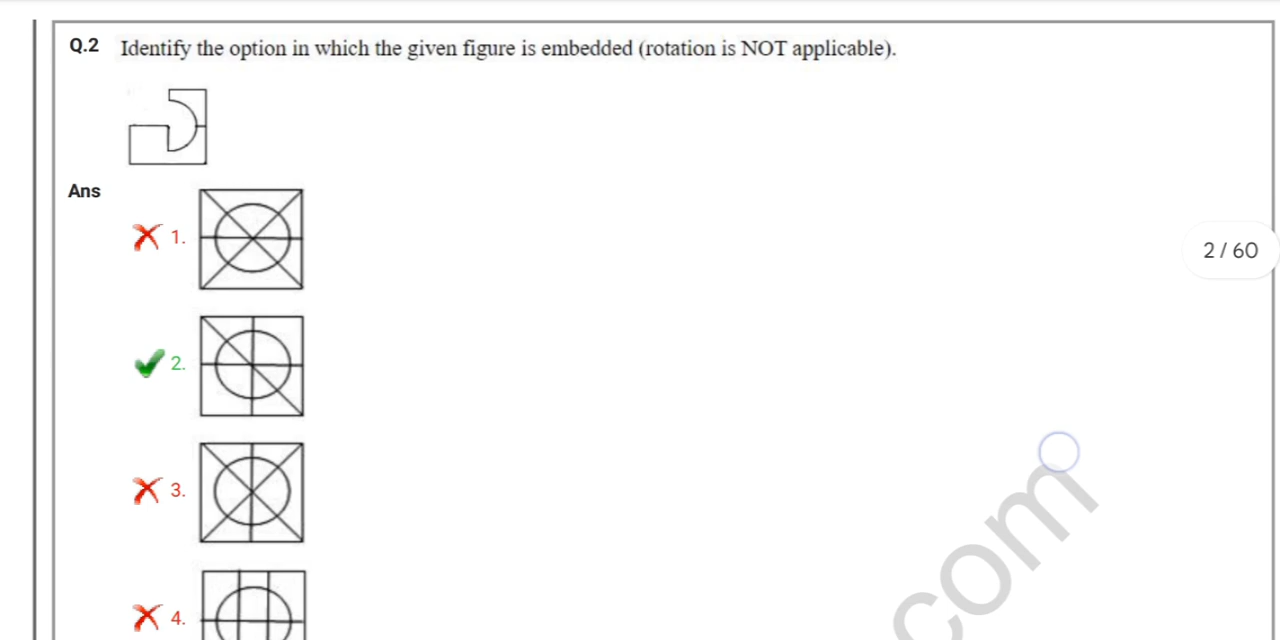 Q.2 Identify the option in which the given figure is embedded (rotation is NOT applicable).
Ans
1.
2 / 60
2.
3.
4.
com